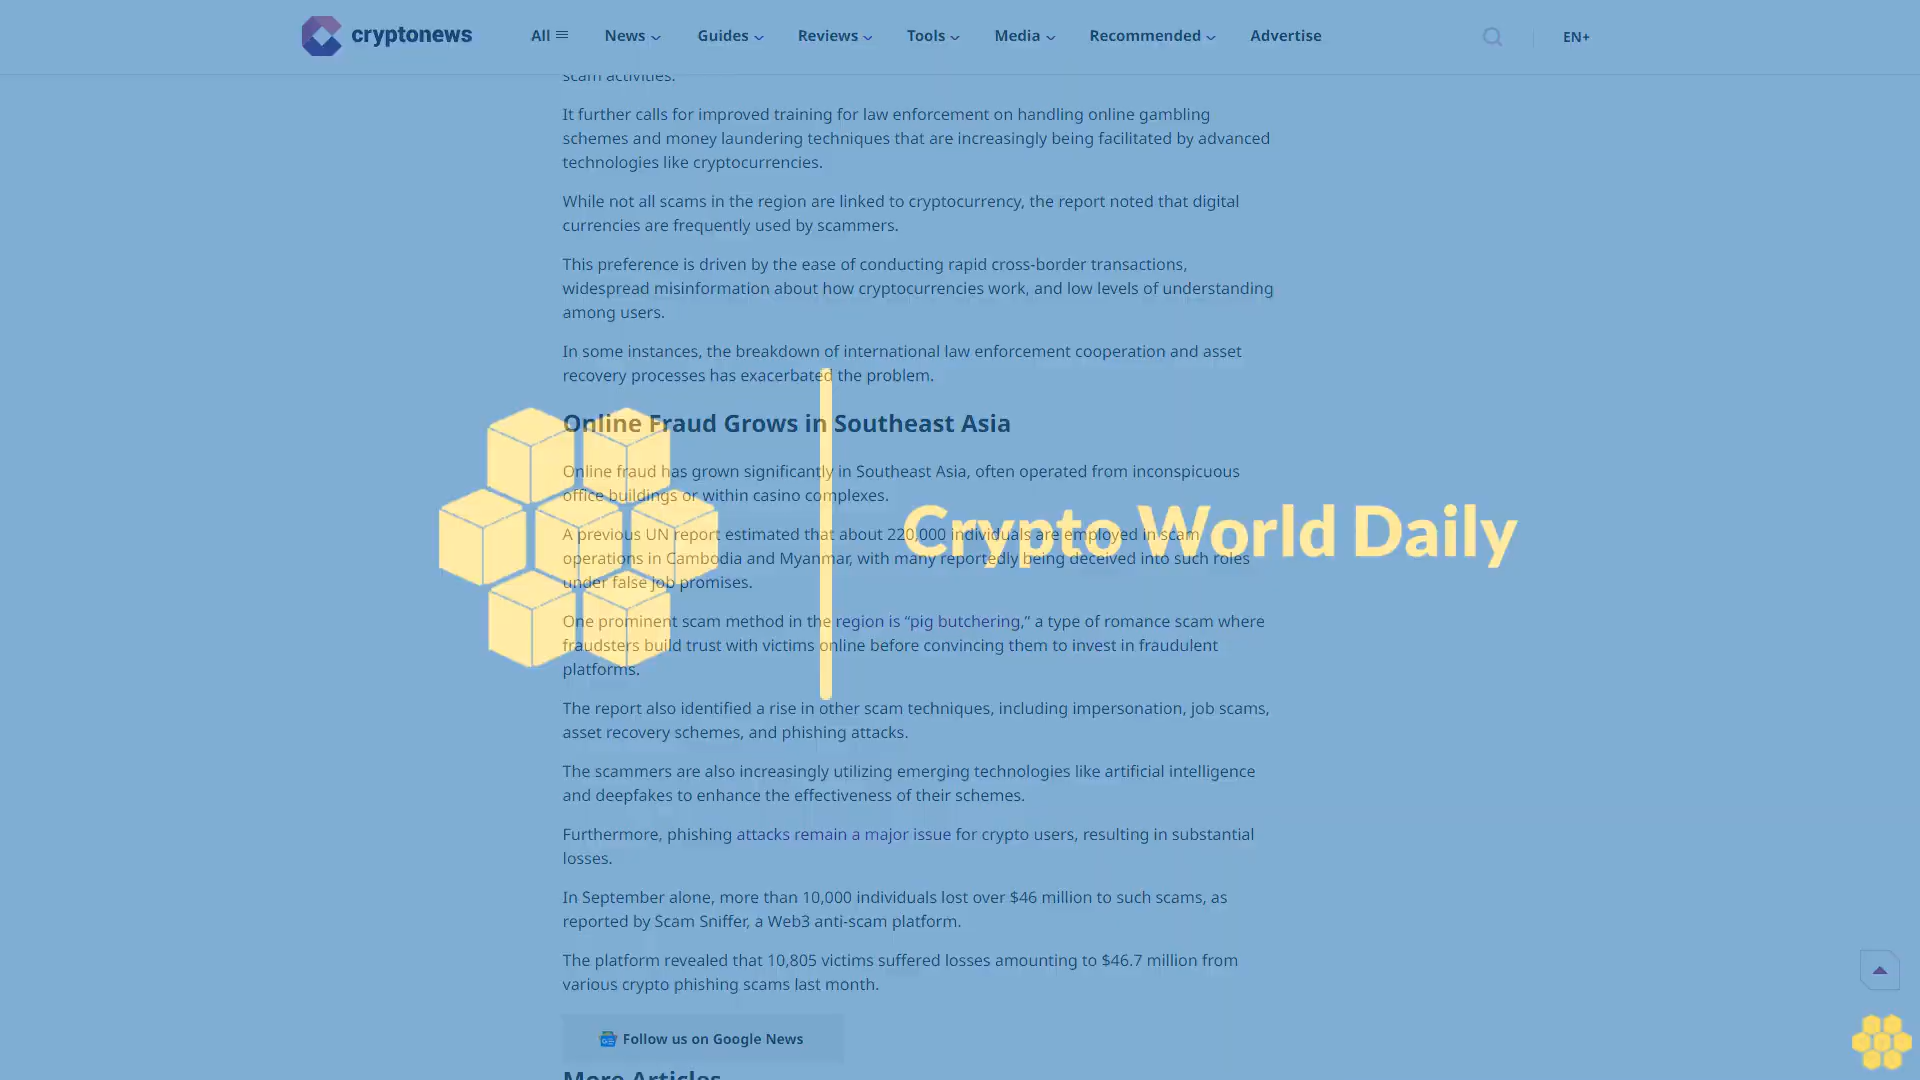 cryptonews
All
News
Guides
Reviews
Tools
Media
Recommended
Advertise
EN+
scam activities.
It further calls for improved training for law enforcement on handling online gambling
schemes and money laundering techniques that are increasingly being facilitated by advanced
technologies like cryptocurrencies.
While not all scams in the region are linked to cryptocurrency, the report noted that digital
currencies are frequently used by scammers.
This preference is driven by the ease of conducting rapid cross-border transactions,
widespread misinformation about how cryptocurrencies work, and low levels of understanding
among users.
In some instances, the breakdown of international law enforcement cooperation and asset
recovery processes has exacerbated the problem.
Online Fraud Grows in Southeast Asia
Online fraud has grown significantly in Southeast Asia, often operated from inconspicuous
office buildings or within casino complexes.
A previous UN report estimated that about 220,000 individuals are employed in scam
operations in Cambodia and Myanmar, with many reportedly being deceived into such roles
under false job promises.
Crypto World Daily
One prominent scam method in the region is “pig butchering,” a type of romance scam where
fraudsters build trust with victims online before convincing them to invest in fraudulent
platforms.
The report also identified a rise in other scam techniques, including impersonation, job scams,
asset recovery schemes, and phishing attacks.
The scammers are also increasingly utilizing emerging technologies like artificial intelligence
and deepfakes to enhance the effectiveness of their schemes.
Furthermore, phishing attacks remain a major issue for crypto users, resulting in substantial
losses.
In September alone, more than 10,000 individuals lost over $46 million to such scams, as
reported by Scam Sniffer, a Web3 anti-scam platform.
The platform revealed that 10,805 victims suffered losses amounting to $46.7 million from
various crypto phishing scams last month.
Follow us on Google News
More Articles